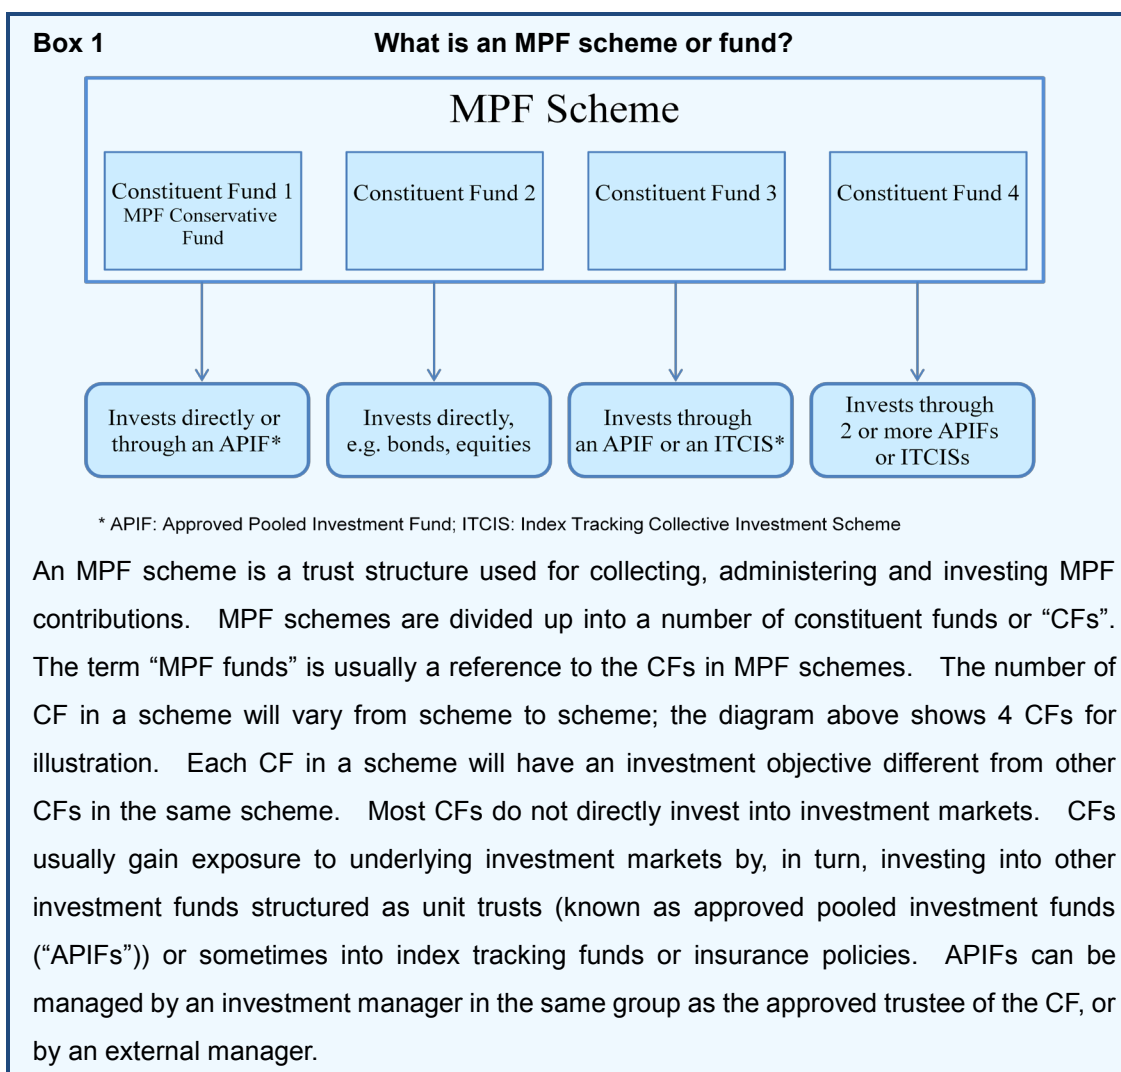 Box 1 What is an MPF scheme or fund?
MPF Scheme
Constituent Fund 1
MPF Conservative
Fund
Constituent Fund 2
Constituent Fund 3
Constituent Fund 4
Invests directly or
through an APIF*
Invests directly,
e.g. bonds, equities
Invests through
an APIF or an ITCIS*
Invests through
2 or more APIFs
or ITCISs
* APIF: Approved Pooled Investment Fund; ITCIS: Index Tracking Collective Investment Scheme
An MPF scheme is a trust structure used for collecting, administering and investing MPF
contributions. MPF schemes are divided up into a number of constituent funds or “CFs”.
The term “MPF funds” is usually a reference to the CFs in MPF schemes. The number of
CF in a scheme will vary from scheme to scheme; the diagram above shows 4 CFs for
illustration. Each CF in a scheme will have an investment objective different from other
CFs in the same scheme. Most CFs do not directly invest into investment markets. CFs
usually gain exposure to underlying investment markets by, in turn, investing into other
investment funds structured as unit trusts (known as approved pooled investment funds
(“APIFs”)) or sometimes into index tracking funds or insurance policies. APIFs can be
managed by an investment manager in the same group as the approved trustee of the CF, or
by an external manager.